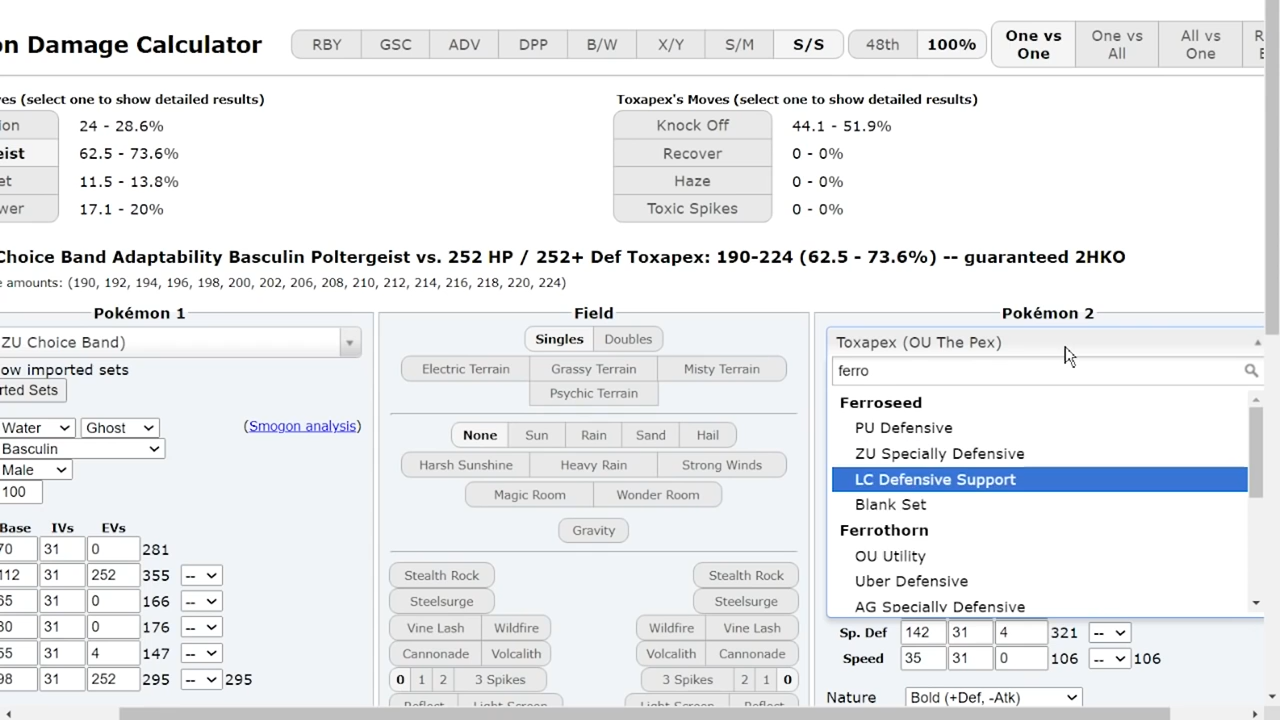 on Damage Calculator RBY GSC ADV DPP B/W X/Y S/M S/S 48th 100% One vs One One vs All All vs One
es (select one to show detailed results) Toxapex's Moves (select one to show detailed results)
ion 24 - 28.6% Knock Off 44.1 - 51.9%
eist 62.5 - 73.6% Recover 0 - 0%
et 11.5 - 13.8% Haze 0 - 0%
wer 17.1 - 20% Toxic Spikes 0 - 0%
Choice Band Adaptability Basculin Poltergeist vs. 252 HP / 252+ Def Toxapex: 190-224 (62.5 - 73.6%) -- guaranteed 2HKO
e amounts: (190, 192, 194, 196, 198, 200, 202, 206, 208, 210, 212, 214, 216, 218, 220, 224)
Pokémon 1 Field Pokémon 2
ZU Choice Band) Singles Doubles Toxapex (OU The Pex)
ow imported sets Electric Terrain Grassy Terrain Misty Terrain ferro
rted Sets Psychic Terrain
Ferroseed
Water Ghost (Smogon analysis) PU Defensive
Basculin None Sun Rain Sand Hail ZU Specially Defensive
Male Harsh Sunshine Heavy Rain Strong Winds LC Defensive Support
100 Magic Room Wonder Room Blank Set
Base IVs EVs Gravity Ferrothorn
70 31 0 281 OU Utility
112 31 252 355 -- Stealth Rock Stealth Rock Uber Defensive
65 31 0 166 -- Steelsurge Steelsurge AG Specially Defensive
80 31 0 176 -- Vine Lash Wildfire Wildfire Vine Lash Sp. Def 142 31 4 321 --
55 31 4 147 -- Cannonade Volcalith Volcalith Cannonade Speed 35 31 0 106 -- 106
98 31 252 295 -- 295 0 1 2 3 Spikes 3 Spikes 2 1 0
Reflect Light Screen Light Screen Reflect Nature Bold (+Def, -Atk)